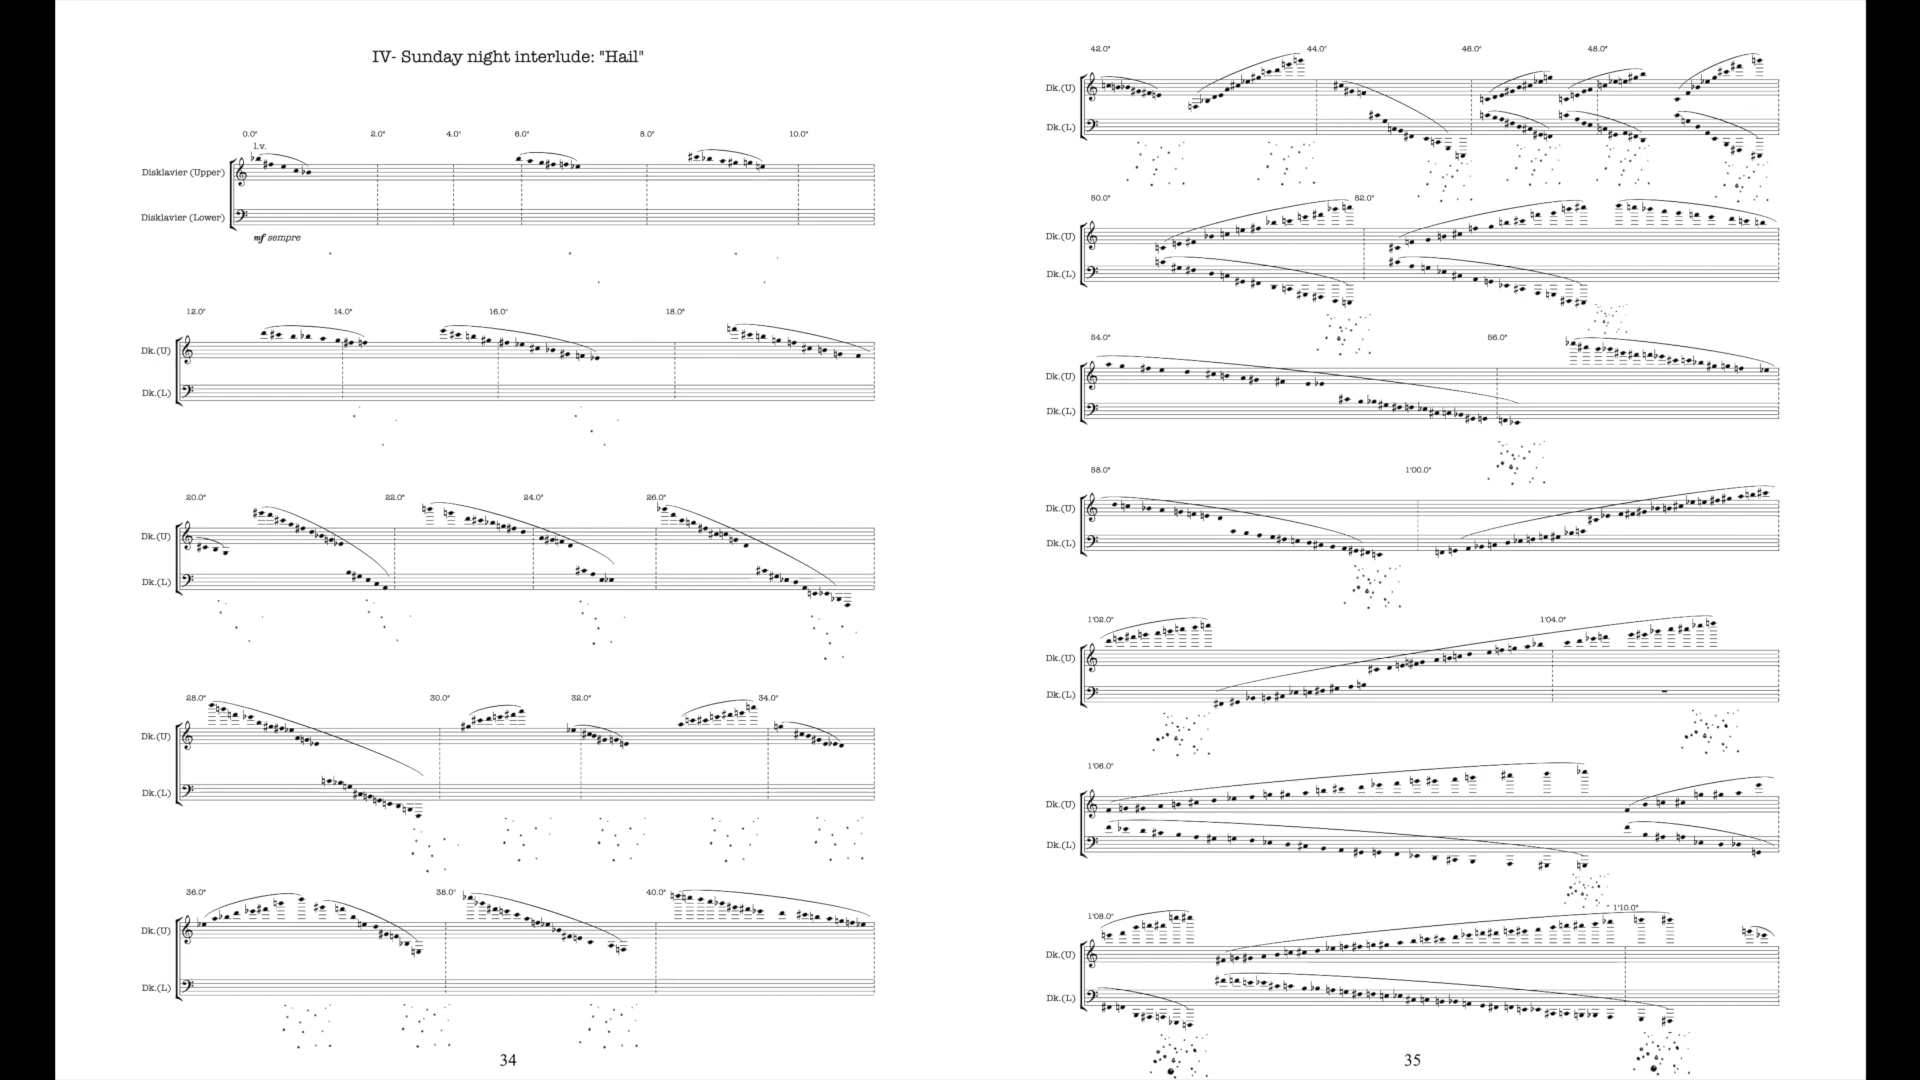 IV- Sunday night interlude: "Hail"
0.0" 2.0" 4.0" 6.0" 8.0" 10.0"
l.v.
Disklavier (Upper)
Disklavier (Lower)
mf sempre
12.0" 14.0" 16.0" 18.0"
Dk.(U)
Dk.(L)
20.0" 22.0" 24.0" 26.0"
Dk.(U)
Dk.(L)
28.0" 30.0" 32.0" 34.0"
Dk.(U)
Dk.(L)
36.0" 38.0" 40.0"
Dk.(U)
Dk.(L)
34
42.0" 44.0" 46.0" 48.0"
Dk.(U)
Dk.(L)
50.0" 52.0"
Dk.(U)
Dk.(L)
54.0" 56.0"
Dk.(U)
Dk.(L)
58.0" 1'00.0"
Dk.(U)
Dk.(L)
1'02.0" 1'04.0"
Dk.(U)
Dk.(L)
1'06.0"
Dk.(U)
Dk.(L)
1'08.0" 1'10.0"
Dk.(U)
Dk.(L)
35